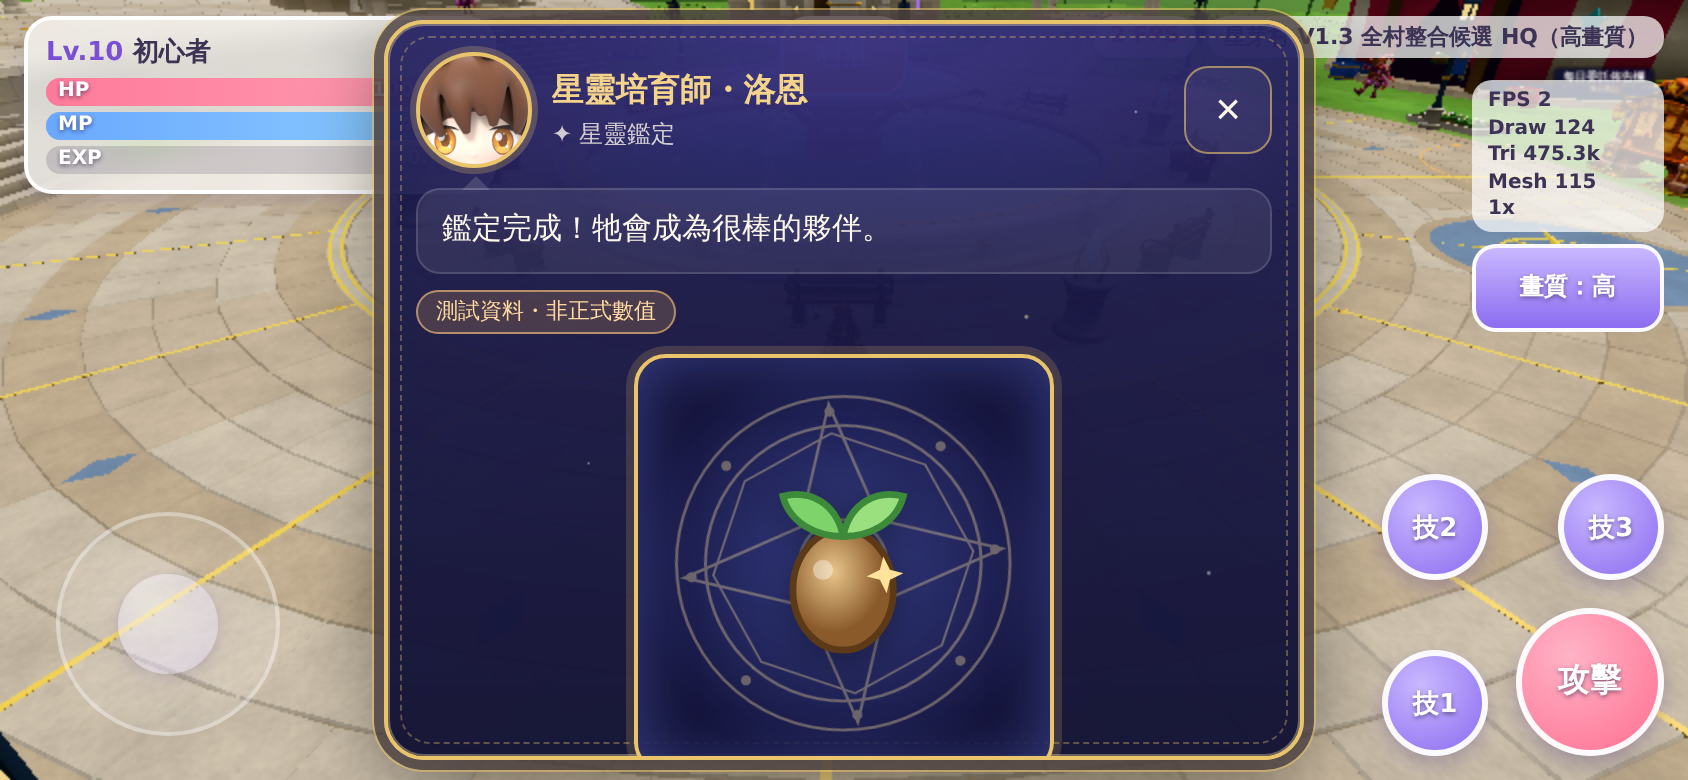 Lv.10 初心者
HP
MP
EXP
星靈培育師・洛恩
✦ 星靈鑑定
×
鑑定完成！牠會成為很棒的夥伴。
測試資料・非正式數值
V1.3 全村整合候選 HQ（高畫質）
FPS 2
Draw 124
Tri 475.3k
Mesh 115
1x
畫質：高
技2
技3
技1
攻擊